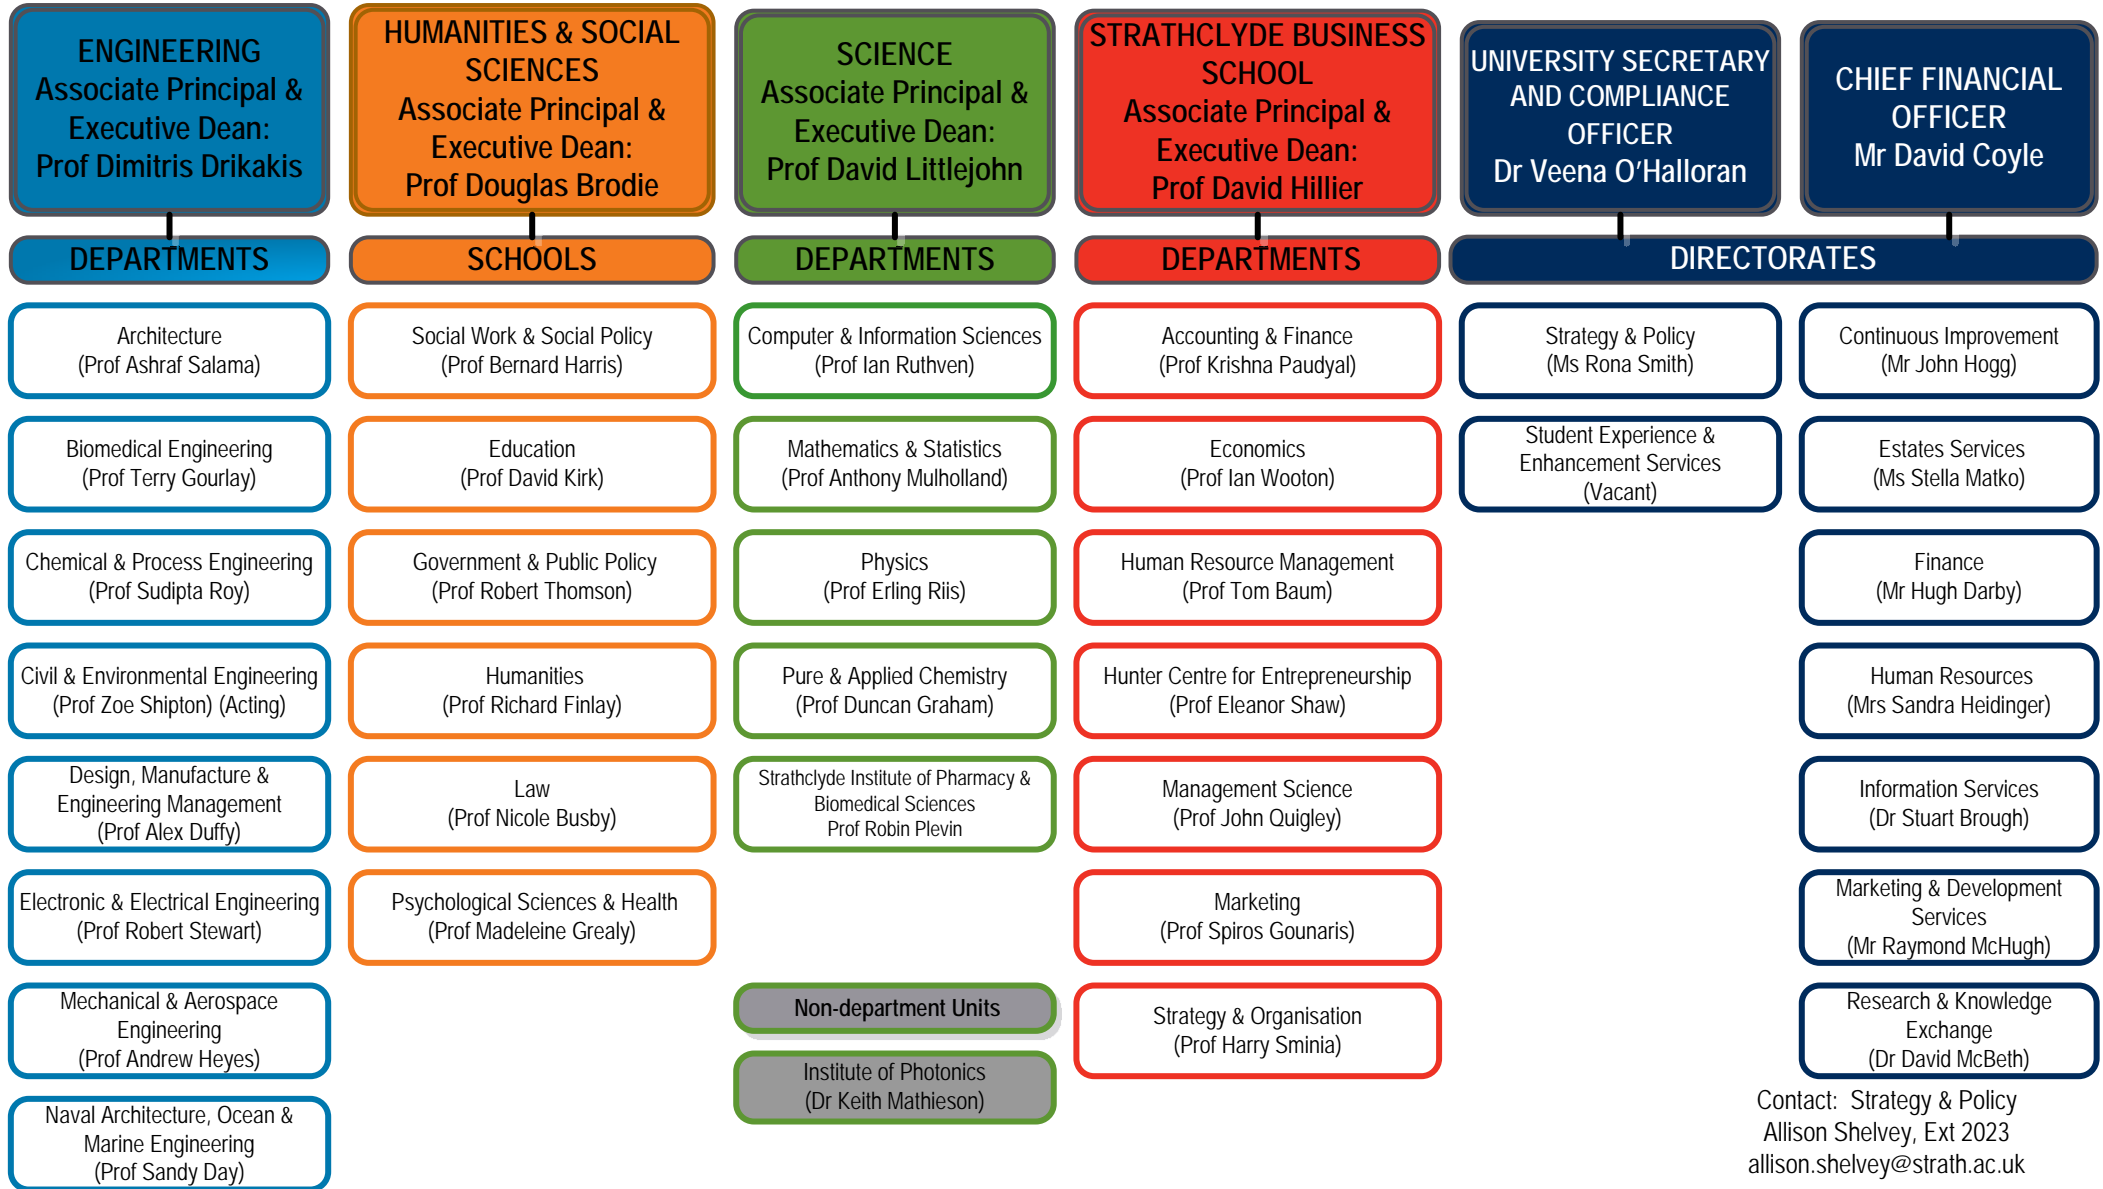 ENGINEERING
Associate Principal &
Executive Dean:
Prof Dimitris Drikakis
DEPARTMENTS
Architecture
(Prof Ashraf Salama)
Biomedical Engineering
(Prof Terry Gourlay)
Chemical & Process Engineering
(Prof Sudipta Roy)
Civil & Environmental Engineering
(Prof Zoe Shipton) (Acting)
Design, Manufacture &
Engineering Management
(Prof Alex Duffy)
Electronic & Electrical Engineering
(Prof Robert Stewart)
Mechanical & Aerospace
Engineering
(Prof Andrew Heyes)
Naval Architecture, Ocean &
Marine Engineering
(Prof Sandy Day)
HUMANITIES & SOCIAL
SCIENCES
Associate Principal &
Executive Dean:
Prof Douglas Brodie
SCHOOLS
Social Work & Social Policy
(Prof Bernard Harris)
Education
(Prof David Kirk)
Government & Public Policy
(Prof Robert Thomson)
Humanities
(Prof Richard Finlay)
Law
(Prof Nicole Busby)
Psychological Sciences & Health
(Prof Madeleine Grealy)
SCIENCE
Associate Principal &
Executive Dean:
Prof David Littlejohn
DEPARTMENTS
Computer & Information Sciences
(Prof Ian Ruthven)
Mathematics & Statistics
(Prof Anthony Mulholland)
Physics
(Prof Erling Riis)
Pure & Applied Chemistry
(Prof Duncan Graham)
Strathclyde Institute of Pharmacy &
Biomedical Sciences
Prof Robin Plevin
Non-department Units
Institute of Photonics
(Dr Keith Mathieson)
STRATHCLYDE BUSINESS
SCHOOL
Associate Principal &
Executive Dean:
Prof David Hillier
DEPARTMENTS
Accounting & Finance
(Prof Krishna Paudyal)
Economics
(Prof Ian Wooton)
Human Resource Management
(Prof Tom Baum)
Hunter Centre for Entrepreneurship
(Prof Eleanor Shaw)
Management Science
(Prof John Quigley)
Marketing
(Prof Spiros Gounaris)
Strategy & Organisation
(Prof Harry Sminia)
UNIVERSITY SECRETARY
AND COMPLIANCE
OFFICER
Dr Veena O’Halloran
CHIEF FINANCIAL
OFFICER
Mr David Coyle
DIRECTORATES
Strategy & Policy
(Ms Rona Smith)
Student Experience &
Enhancement Services
(Vacant)
Continuous Improvement
(Mr John Hogg)
Estates Services
(Ms Stella Matko)
Finance
(Mr Hugh Darby)
Human Resources
(Mrs Sandra Heidinger)
Information Services
(Dr Stuart Brough)
Marketing & Development
Services
(Mr Raymond McHugh)
Research & Knowledge
Exchange
(Dr David McBeth)
Contact: Strategy & Policy
Allison Shelvey, Ext 2023
allison.shelvey@strath.ac.uk